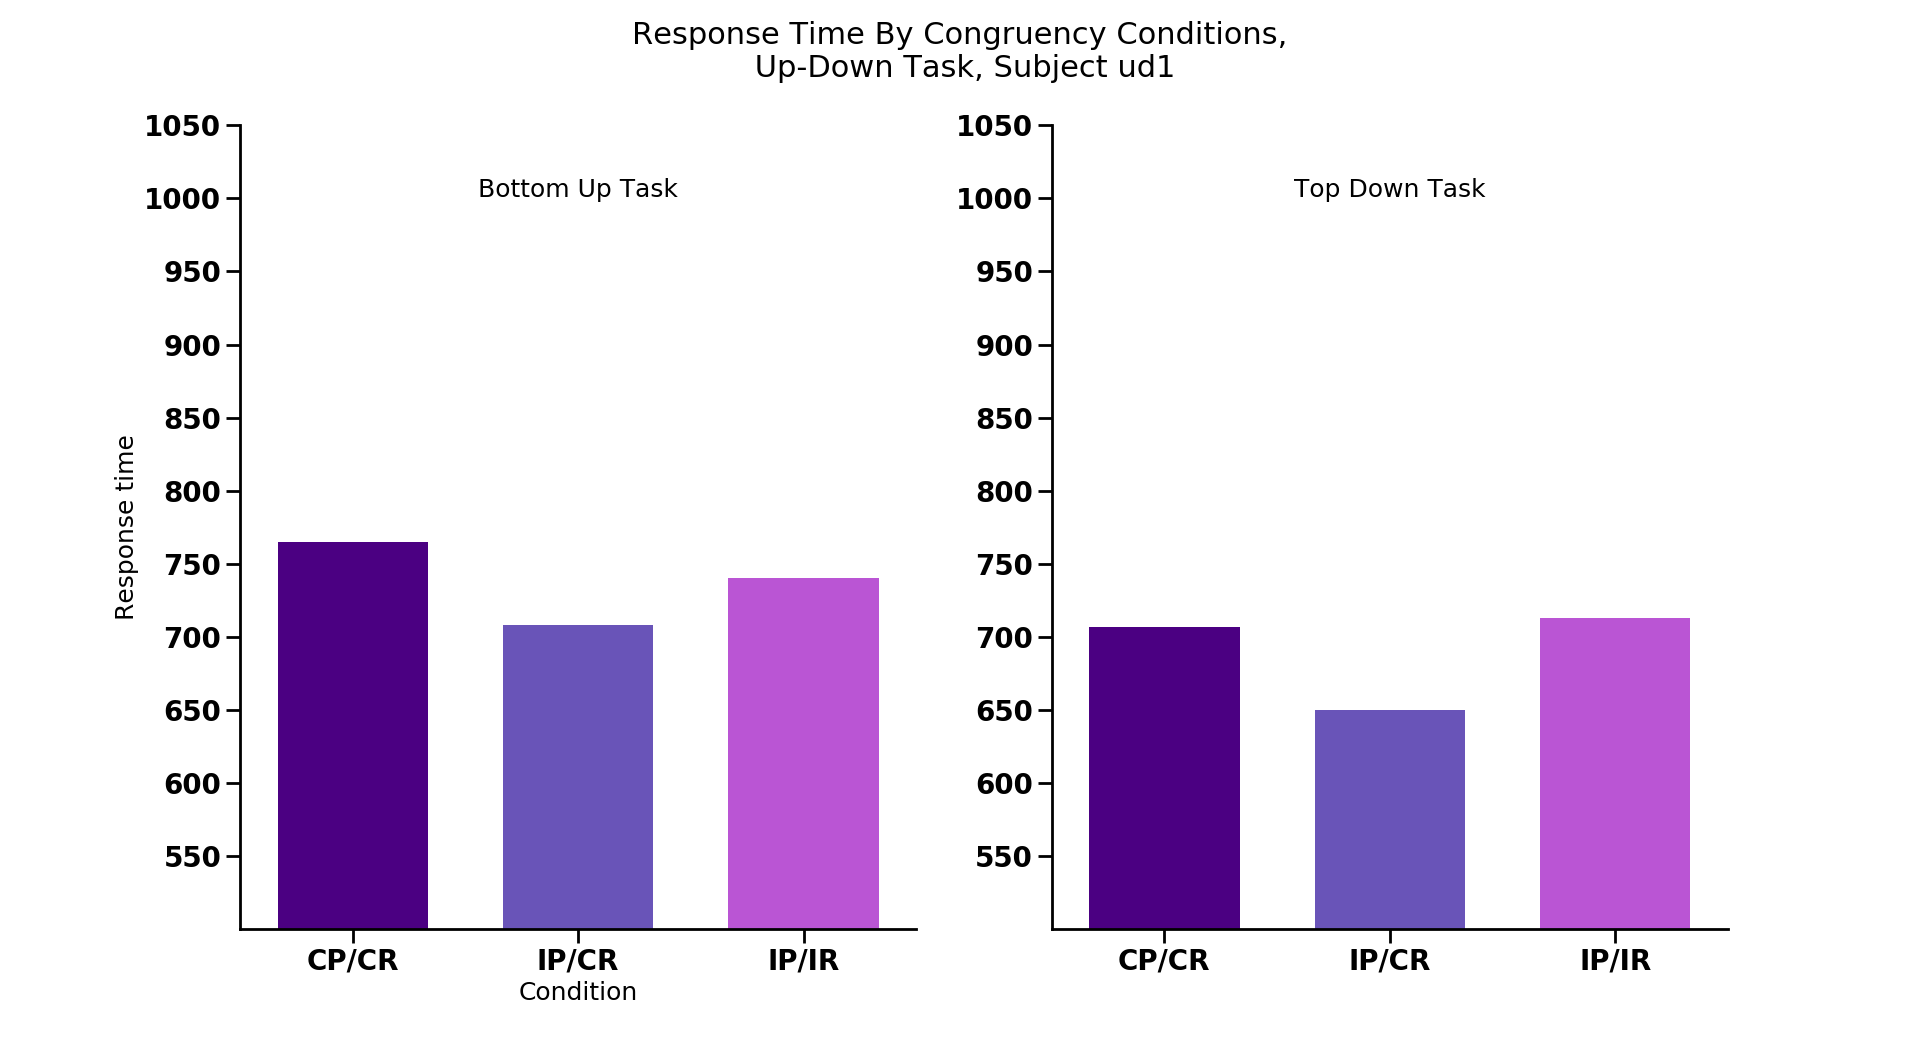 Response Time By Congruency Conditions,
Up-Down Task, Subject ud1
Response time
1050
1000
950
900
850
800
750
700
650
600
550
Bottom Up Task
CP/CR
IP/CR
IP/IR
Condition
1050
1000
950
900
850
800
750
700
650
600
550
Top Down Task
CP/CR
IP/CR
IP/IR